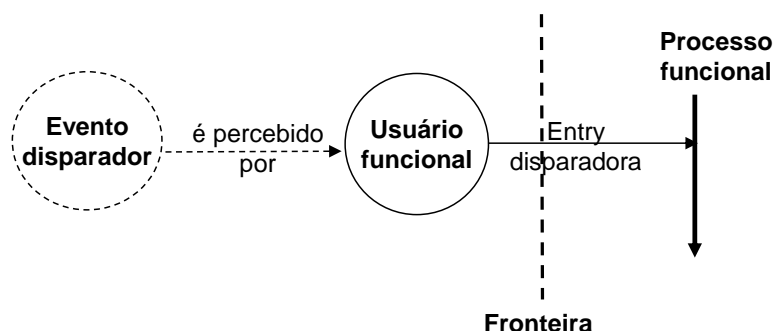 Processo
funcional
Evento
disparador
é percebido
por
Usuário
funcional
Entry
disparadora
Fronteira